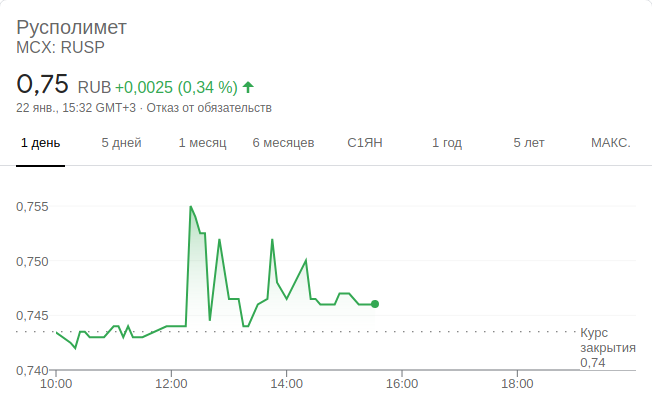 Русполимет
MCX: RUSP
0,75 RUB +0,0025 (0,34 %)
22 янв., 15:32 GMT+3 · Отказ от обязательств
1 день 5 дней 1 месяц 6 месяцев С1ЯН 1 год 5 лет МАКС.
0,755
0,750
0,745
Курс
закрытия
0,74
0,740
10:00 12:00 14:00 16:00 18:00